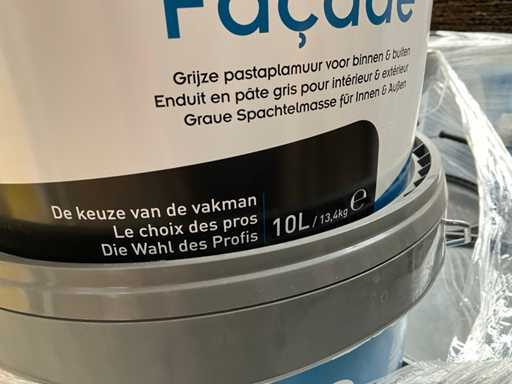 Façade
Grijze pastaplamuur voor binnen & buiten
Enduit en pâte gris pour intérieur & extérieur
Graue Spachtelmasse für Innen & Außen
De keuze van de vakman
Le choix des pros
Die Wahl des Profis
10L / 13,4kg ℮